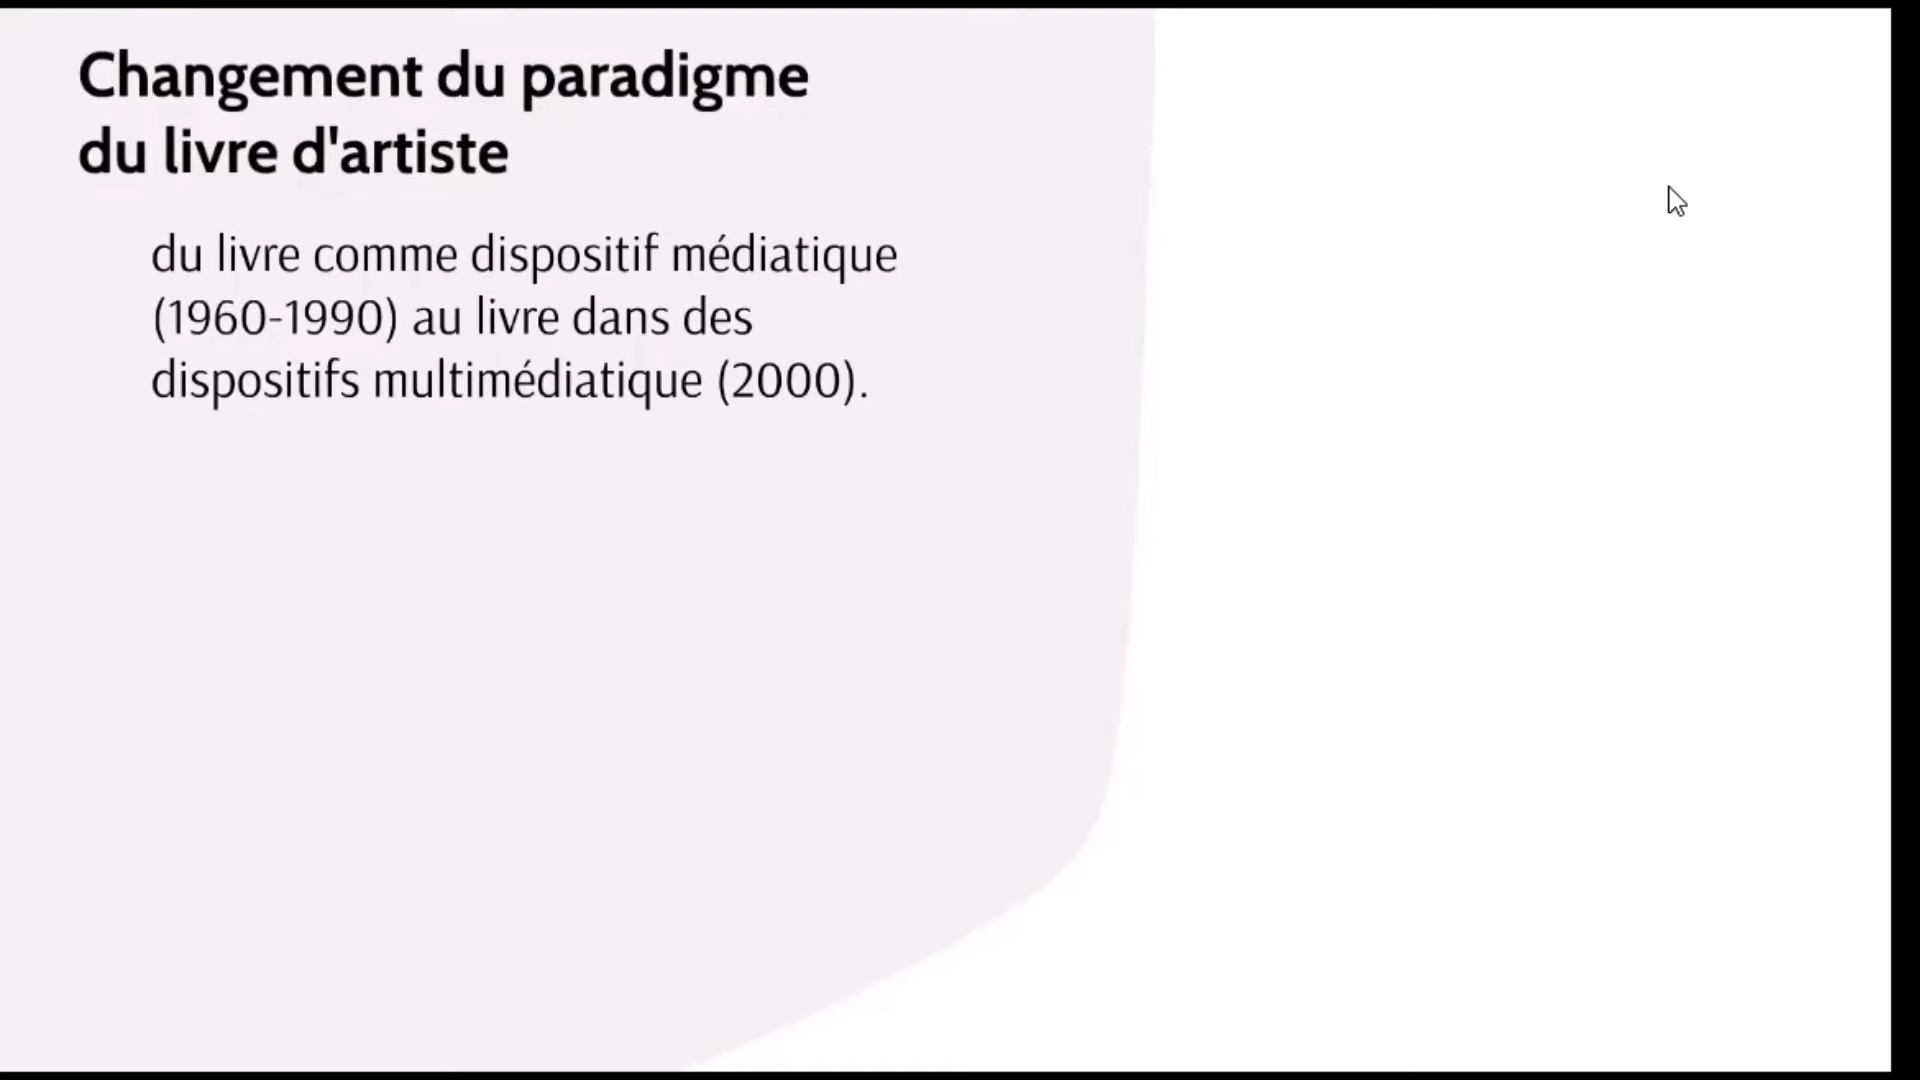 Changement du paradigme
du livre d'artiste
du livre comme dispositif médiatique
(1960-1990) au livre dans des
dispositifs multimédiatique (2000).